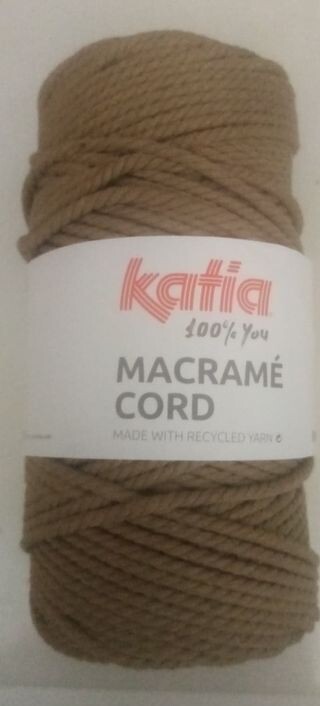 katia
100% You
MACRAMÉ
CORD
MADE WITH RECYCLED YARN